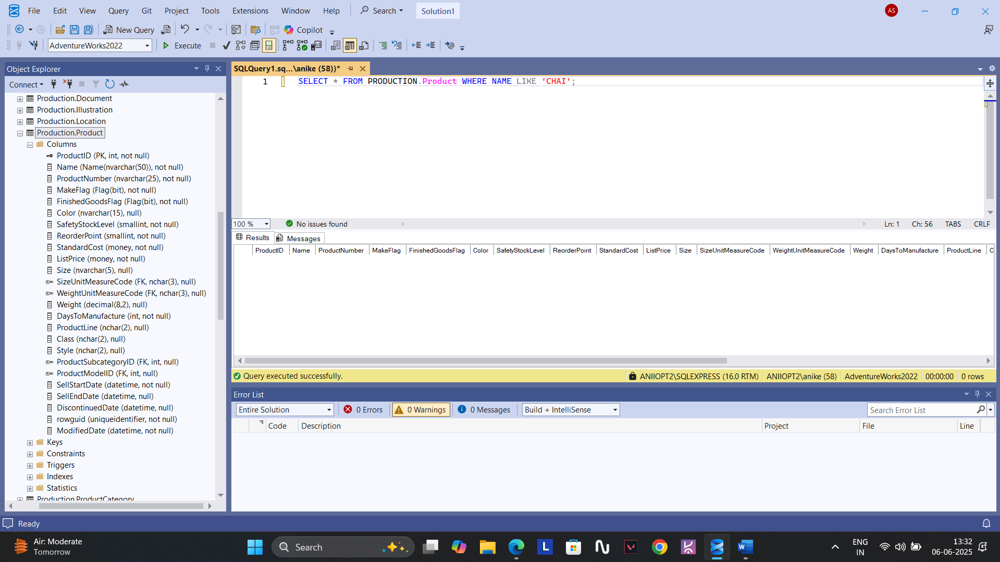 File Edit View Query Git Project Tools Extensions Window Help Search Solution1 AS
New Query Copilot
AdventureWorks2022 Execute
Object Explorer
Connect
Production.Document
Production.Illustration
Production.Location
Production.Product
Columns
ProductID (PK, int, not null)
Name (Name(nvarchar(50)), not null)
ProductNumber (nvarchar(25), not null)
MakeFlag (Flag(bit), not null)
FinishedGoodsFlag (Flag(bit), not null)
Color (nvarchar(15), null)
SafetyStockLevel (smallint, not null)
ReorderPoint (smallint, not null)
StandardCost (money, not null)
ListPrice (money, not null)
Size (nvarchar(5), null)
SizeUnitMeasureCode (FK, nchar(3), null)
WeightUnitMeasureCode (FK, nchar(3), null)
Weight (decimal(8,2), null)
DaysToManufacture (int, not null)
ProductLine (nchar(2), null)
Class (nchar(2), null)
Style (nchar(2), null)
ProductSubcategoryID (FK, int, null)
ProductModelID (FK, int, null)
SellStartDate (datetime, not null)
SellEndDate (datetime, null)
DiscontinuedDate (datetime, null)
rowguid (uniqueidentifier, not null)
ModifiedDate (datetime, not null)
Keys
Constraints
Triggers
Indexes
Statistics
Production.ProductCategory
SQLQuery1.sq...\anike (58))*
1 SELECT * FROM PRODUCTION.Product WHERE NAME LIKE 'CHAI';
100 % No issues found Ln: 1 Ch: 56 TABS CRLF
Results Messages
ProductID Name ProductNumber MakeFlag FinishedGoodsFlag Color SafetyStockLevel ReorderPoint StandardCost ListPrice Size SizeUnitMeasureCode WeightUnitMeasureCode Weight DaysToManufacture ProductLine C
Query executed successfully. ANIIOPT2\SQLEXPRESS (16.0 RTM) ANIIOPT2\anike (58) AdventureWorks2022 00:00:00 0 rows
Error List
Entire Solution 0 Errors 0 Warnings 0 Messages Build + IntelliSense Search Error List
Code Description Project File Line
Ready
Air: Moderate
Tomorrow
Search
ENG
IN
13:32
06-06-2025